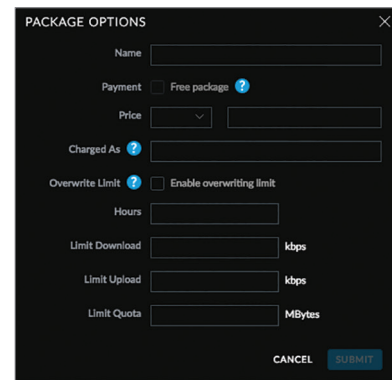 PACKAGE OPTIONS
Name
Payment Free package ?
Price
Charged As ?
Overwrite Limit ? Enable overwriting limit
Hours
Limit Download kbps
Limit Upload kbps
Limit Quota MBytes
CANCEL SUBMIT